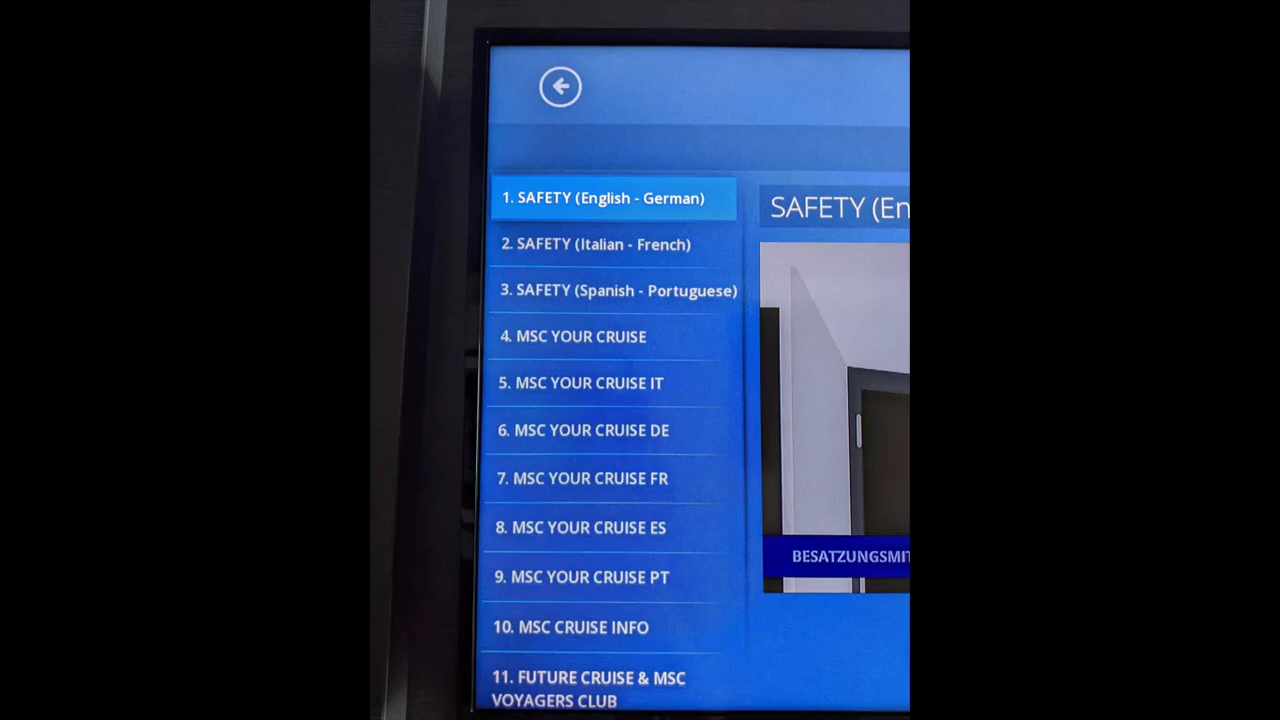 1. SAFETY (English - German)
2. SAFETY (Italian - French)
3. SAFETY (Spanish - Portuguese)
4. MSC YOUR CRUISE
5. MSC YOUR CRUISE IT
6. MSC YOUR CRUISE DE
7. MSC YOUR CRUISE FR
8. MSC YOUR CRUISE ES
9. MSC YOUR CRUISE PT
10. MSC CRUISE INFO
11. FUTURE CRUISE & MSC
VOYAGERS CLUB
SAFETY (En
BESATZUNGSMIT